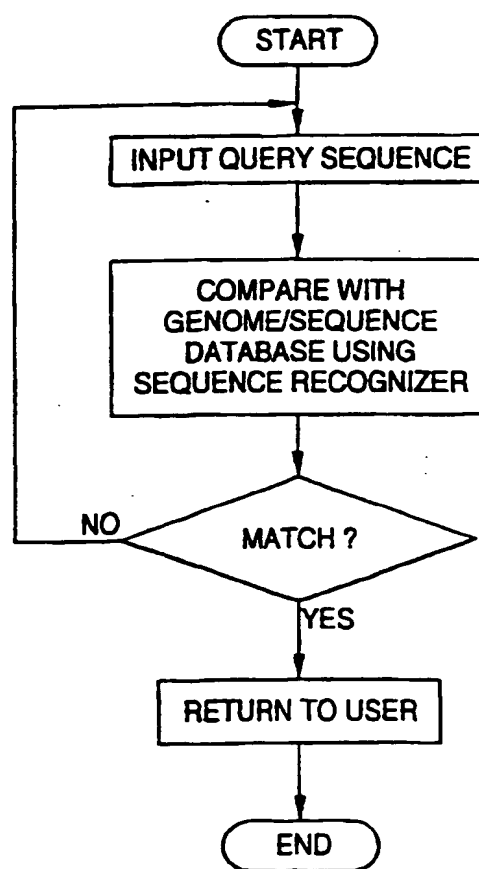 START
INPUT QUERY SEQUENCE
COMPARE WITH
GENOME/SEQUENCE
DATABASE USING
SEQUENCE RECOGNIZER
MATCH ?
NO
YES
RETURN TO USER
END